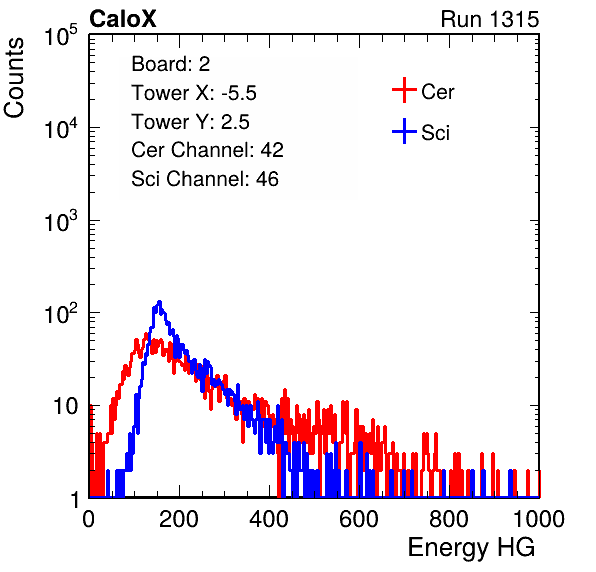 CaloX Run 1315
Counts
Board: 2
Tower X: -5.5
Tower Y: 2.5
Cer Channel: 42
Sci Channel: 46
Cer
Sci
10^5
10^4
10^3
10^2
10
1
0 200 400 600 800 1000
Energy HG